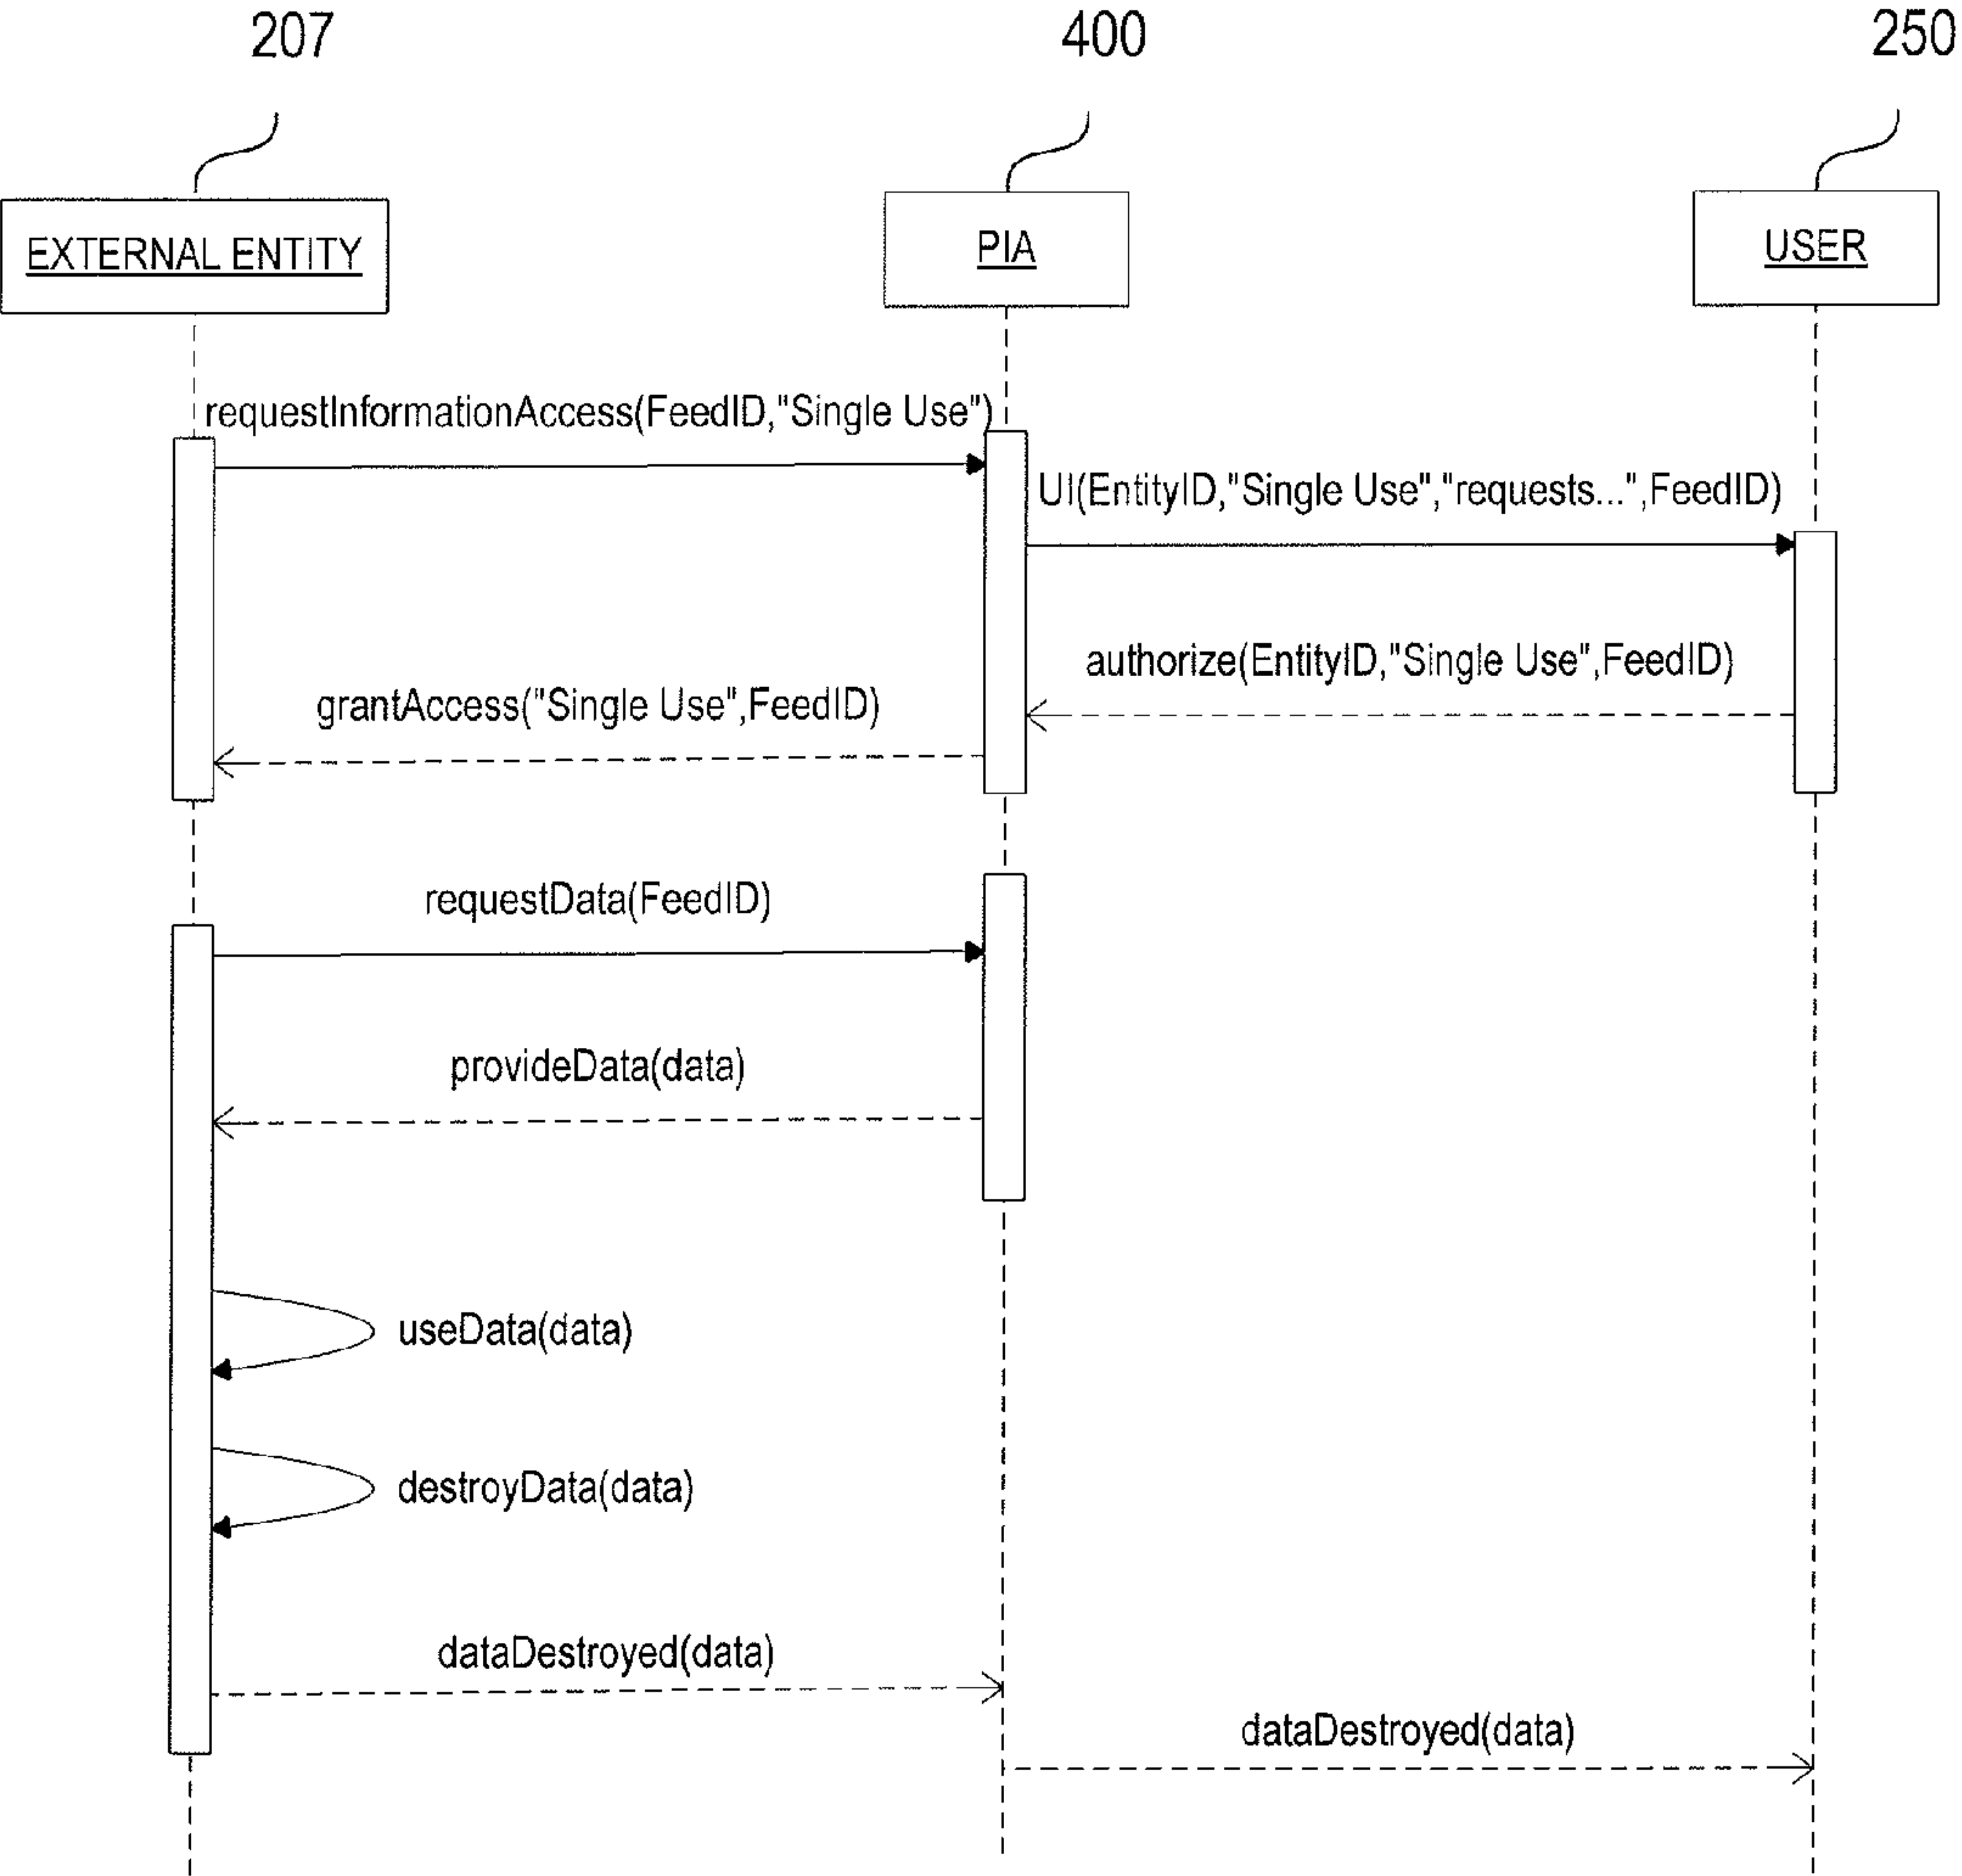 207
400
250
EXTERNAL ENTITY
PIA
USER
requestInformationAccess(FeedID,"Single Use")
UI(EntityID,"Single Use","requests...",FeedID)
authorize(EntityID,"Single Use",FeedID)
grantAccess("Single Use",FeedID)
requestData(FeedID)
provideData(data)
useData(data)
destroyData(data)
dataDestroyed(data)
dataDestroyed(data)